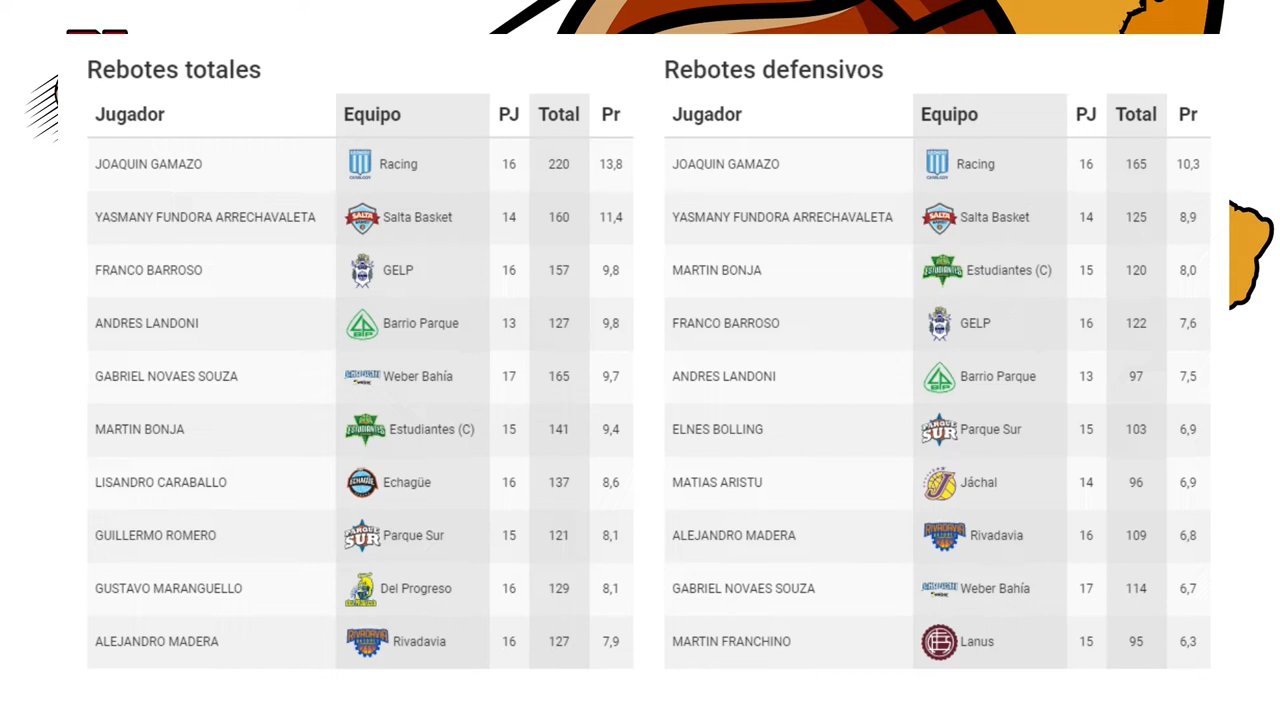 Rebotes totales
Jugador Equipo PJ Total Pr
JOAQUIN GAMAZO Racing 16 220 13,8
YASMANY FUNDORA ARRECHAVALETA Salta Basket 14 160 11,4
FRANCO BARROSO GELP 16 157 9,8
ANDRES LANDONI Barrio Parque 13 127 9,8
GABRIEL NOVAES SOUZA Weber Bahía 17 165 9,7
MARTIN BONJA Estudiantes (C) 15 141 9,4
LISANDRO CARABALLO Echagüe 16 137 8,6
GUILLERMO ROMERO Parque Sur 15 121 8,1
GUSTAVO MARANGUELLO Del Progreso 16 129 8,1
ALEJANDRO MADERA Rivadavia 16 127 7,9
Rebotes defensivos
Jugador Equipo PJ Total Pr
JOAQUIN GAMAZO Racing 16 165 10,3
YASMANY FUNDORA ARRECHAVALETA Salta Basket 14 125 8,9
MARTIN BONJA Estudiantes (C) 15 120 8,0
FRANCO BARROSO GELP 16 122 7,6
ANDRES LANDONI Barrio Parque 13 97 7,5
ELNES BOLLING Parque Sur 15 103 6,9
MATIAS ARISTU Jáchal 14 96 6,9
ALEJANDRO MADERA Rivadavia 16 109 6,8
GABRIEL NOVAES SOUZA Weber Bahía 17 114 6,7
MARTIN FRANCHINO Lanus 15 95 6,3